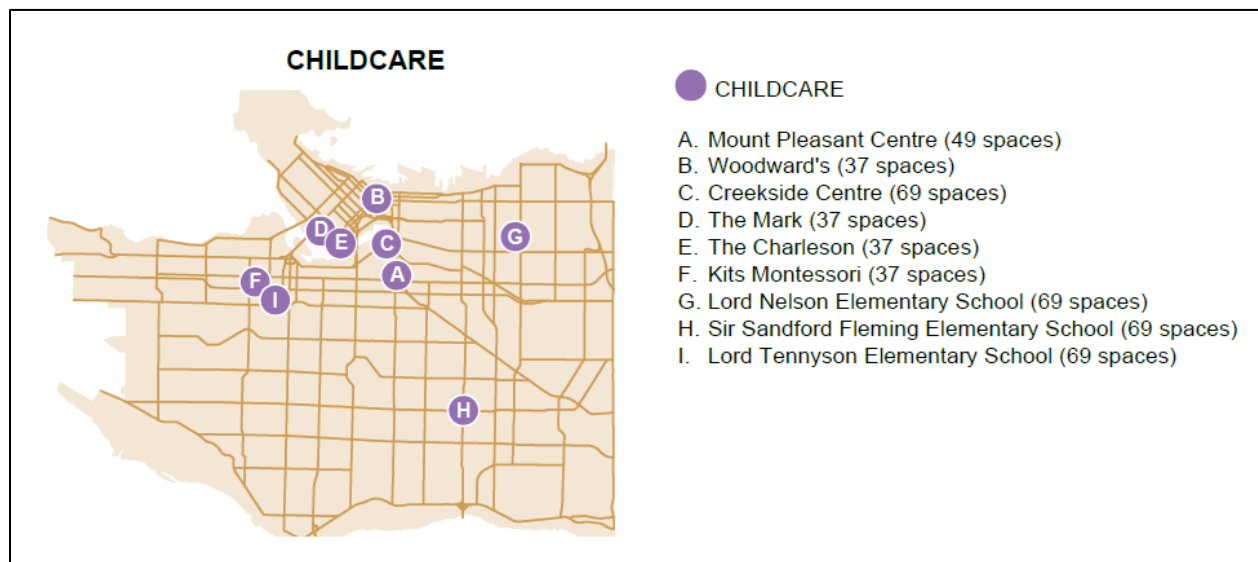 CHILDCARE
B
D
E
C
G
A
F
I
H
CHILDCARE
A. Mount Pleasant Centre (49 spaces)
B. Woodward's (37 spaces)
C. Creekside Centre (69 spaces)
D. The Mark (37 spaces)
E. The Charleson (37 spaces)
F. Kits Montessori (37 spaces)
G. Lord Nelson Elementary School (69 spaces)
H. Sir Sandford Fleming Elementary School (69 spaces)
I. Lord Tennyson Elementary School (69 spaces)